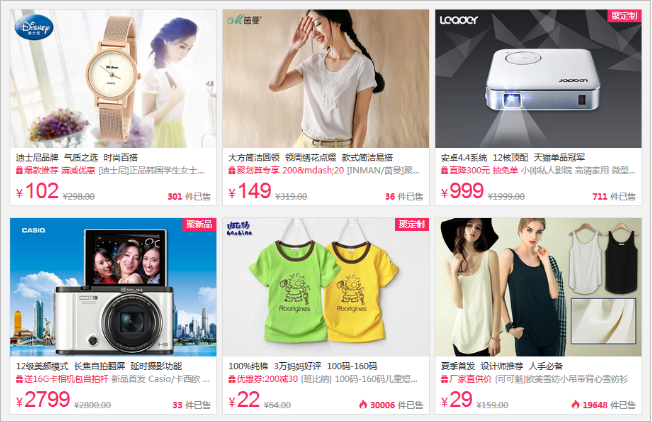 Disney
迪士尼
M 茵曼
Leader
聚定制
迪士尼品牌 气质之选 时尚百搭
爆款推荐 满减优惠 [迪士尼]正品韩国学生女士...
¥102 ¥298.00 301 件已售
大方简洁圆领 领周绣花点缀 款式简洁易搭
聚划算专享 200&mdash;20 [INMAN/茵曼]聚...
¥149 ¥319.00 36 件已售
安卓4.4系统 12核顶配 天猫单品冠军
直降300元 抽免单 小帅私人影院 高清家用 微型...
¥999 ¥1999.00 711 件已售
CASIO
聚新品
聚定制
Aborigines
Aborigines
12级美颜模式 长焦自拍翻屏 延时摄影功能
送16G卡相机包自拍杆 新品首发 Casio/卡西欧 ...
¥2799 ¥2800.00 33 件已售
100%纯棉 3万妈妈好评 100码-160码
优惠券:200减30 [班比纳] 100码-160码儿童短...
¥22 ¥64.00 30006 件已售
夏季首发 设计师推荐 人手必备
厂家直供价 [可可魅]欧美雪纺小吊带背心雪纺衫
¥29 ¥159.00 19648 件已售